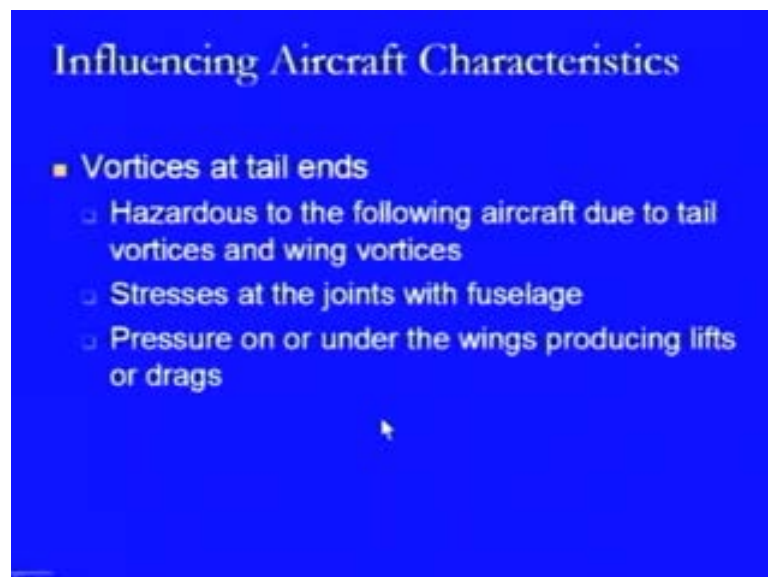 Influencing Aircraft Characteristics
Vortices at tail ends
Hazardous to the following aircraft due to tail
vortices and wing vortices
Stresses at the joints with fuselage
Pressure on or under the wings producing lifts
or drags